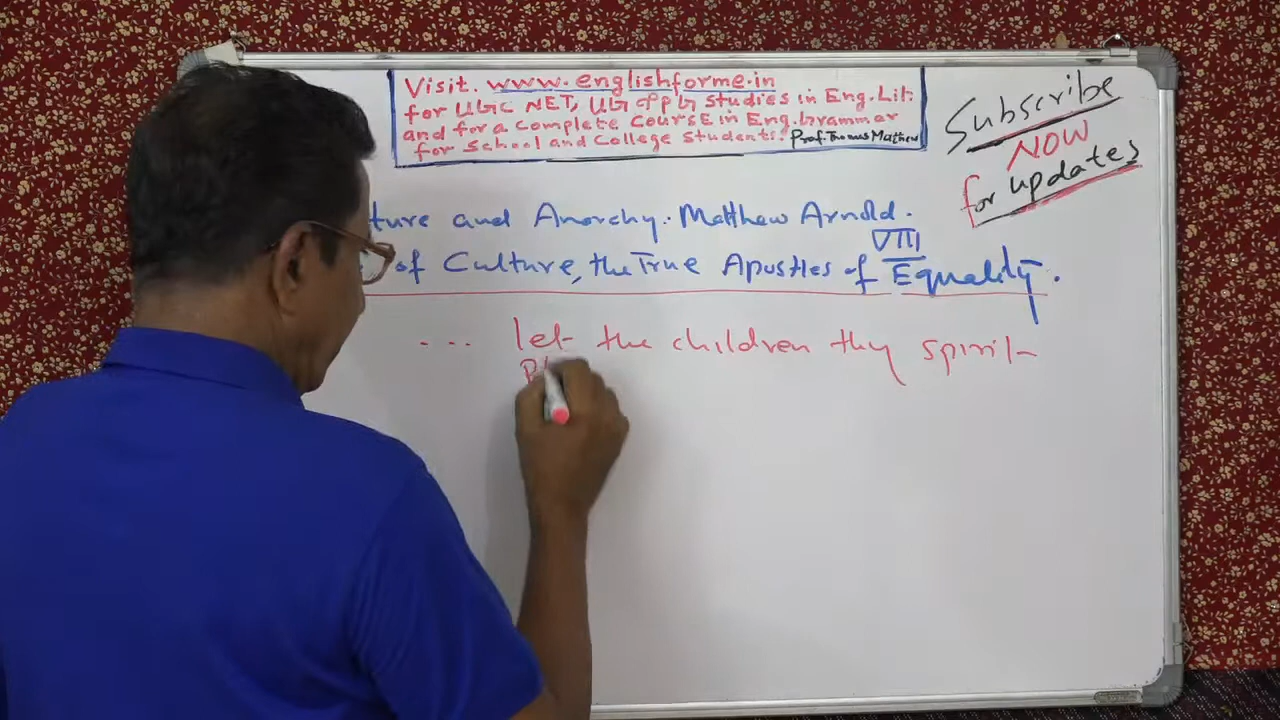 Visit. www.englishforme.in
for UGC NET, UG & PG Studies in Eng. Lit.
and for a Complete Course in Eng. Grammar
for School and College Students. Prof. Thomas Mathew
Subscribe
NOW
for updates
ture and Anarchy. Matthew Arnold.
VIII
of Culture, the True Apostles of Equality.
... let the children thy spirit